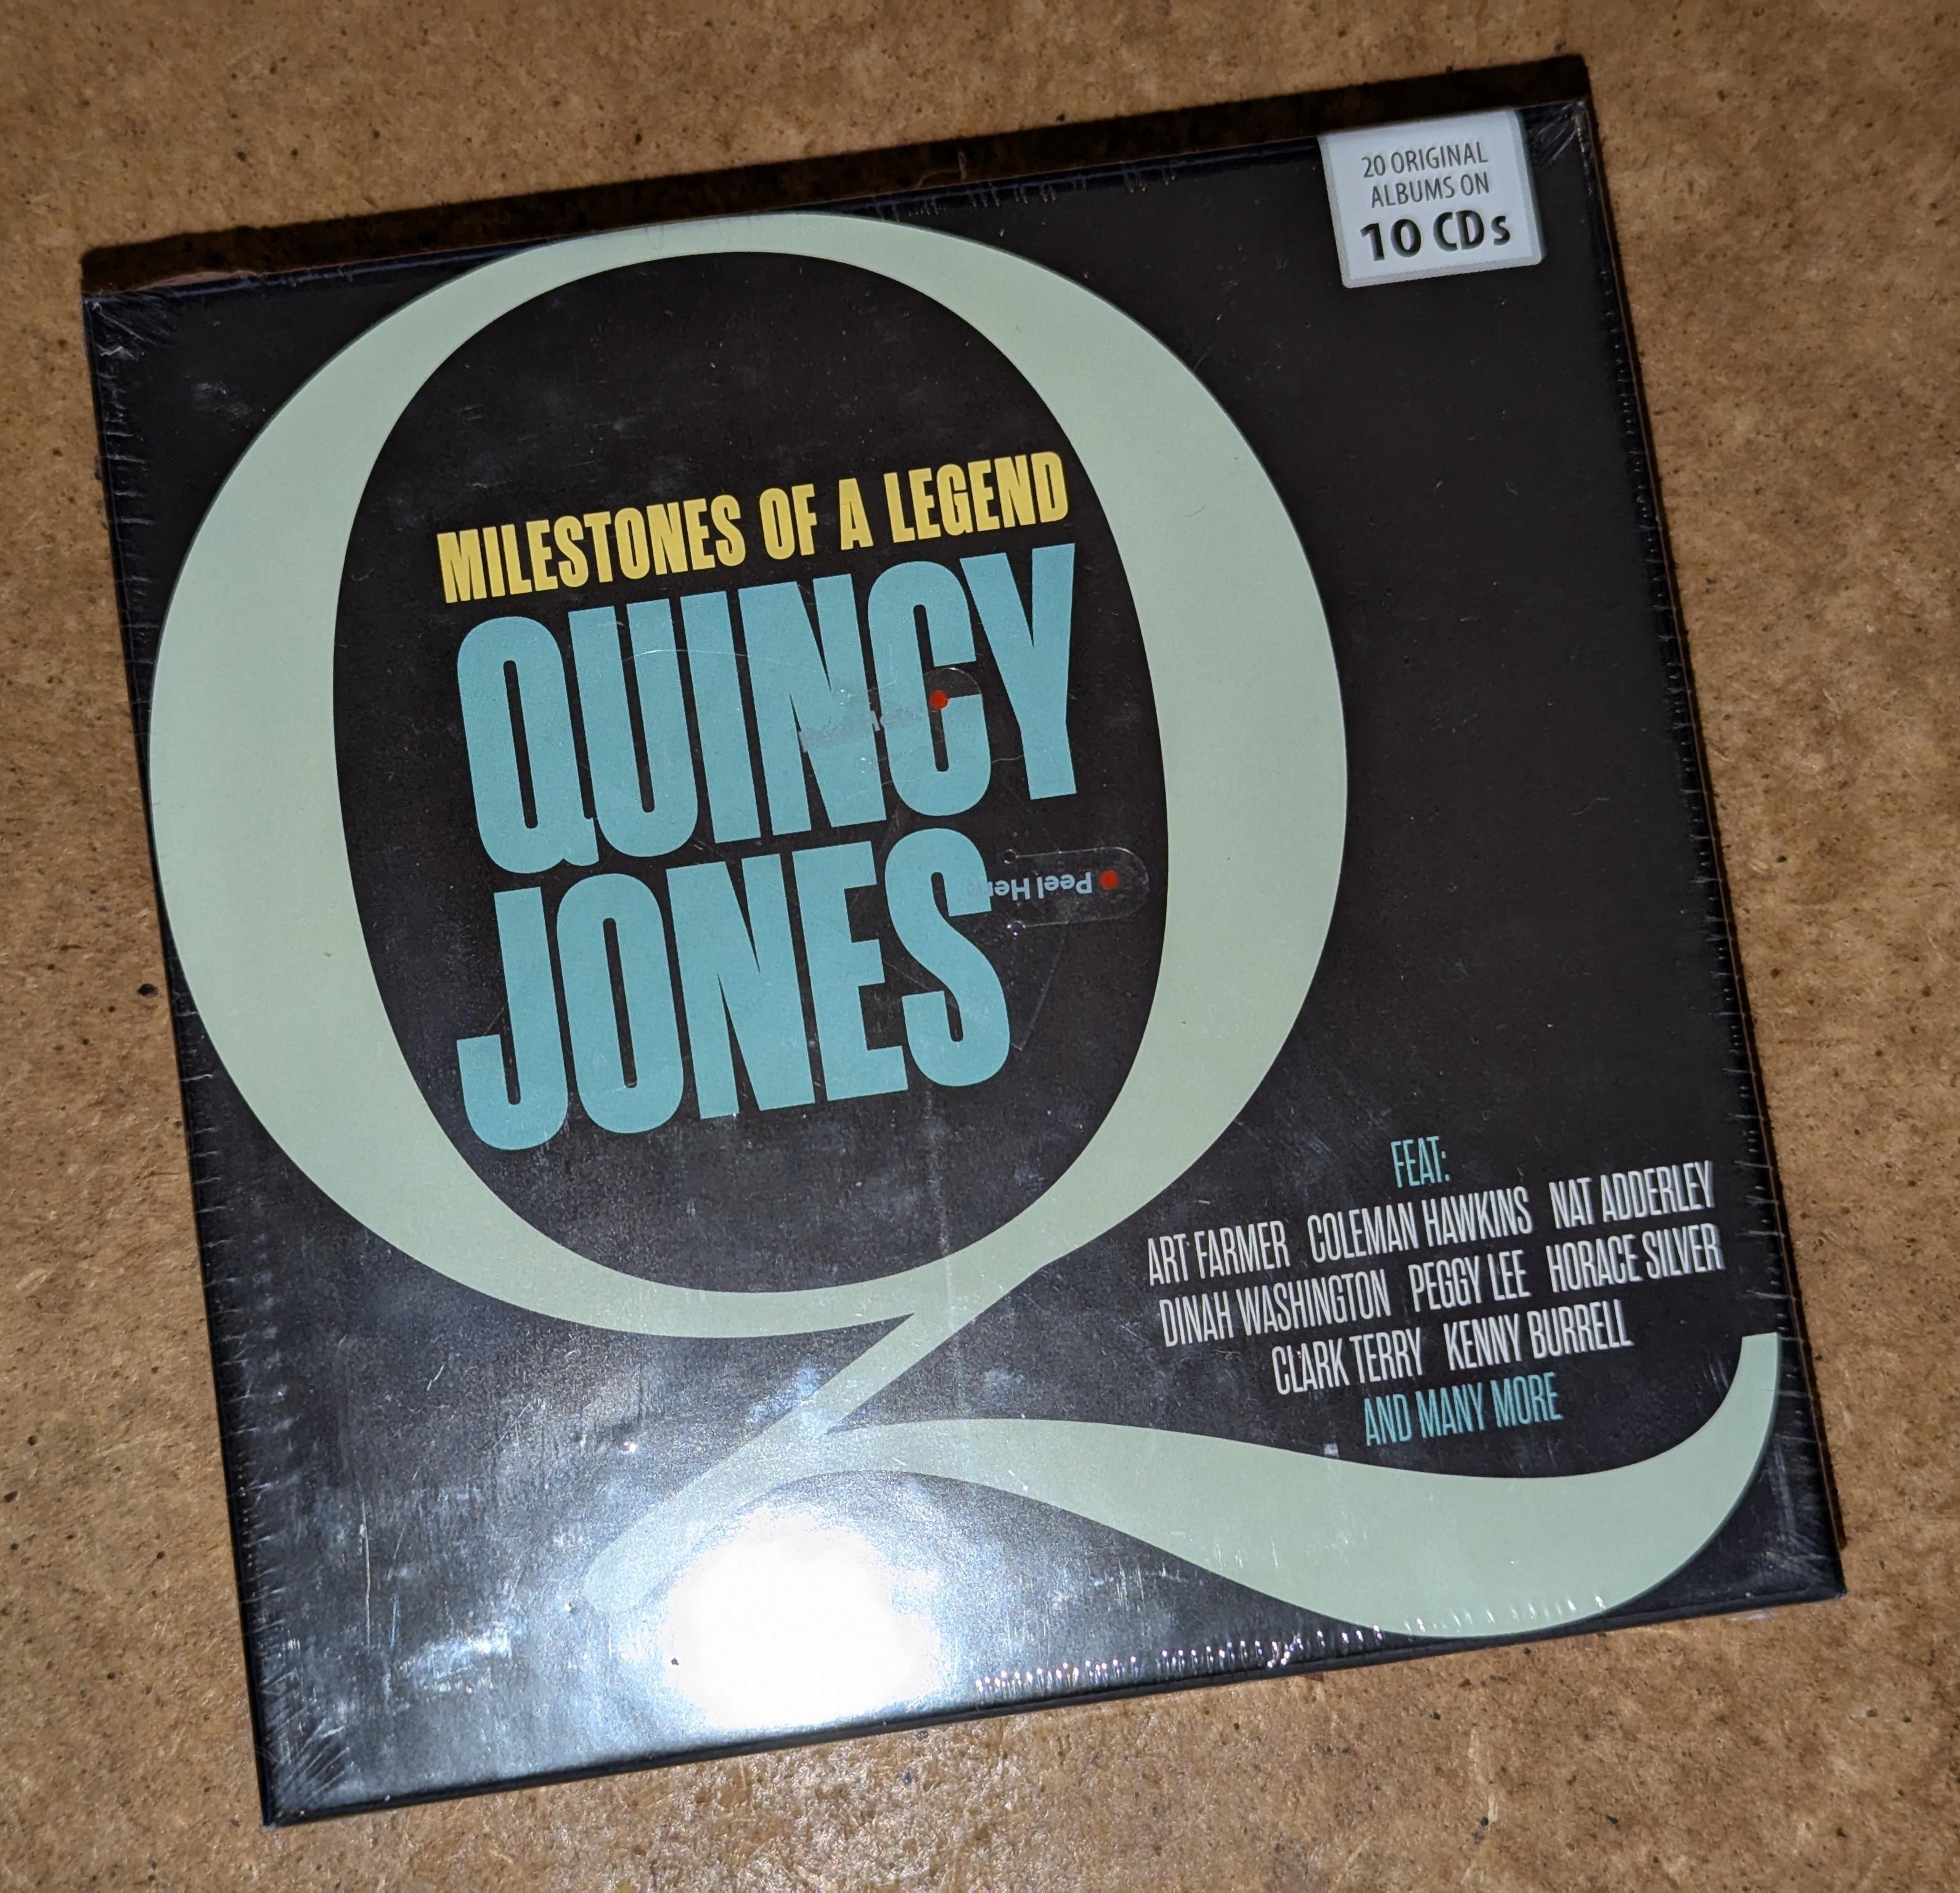 20 ORIGINAL
ALBUMS ON
10 CDs
MILESTONES OF A LEGEND
QUINCY
JONES
Peel Here
FEAT:
ART FARMER COLEMAN HAWKINS NAT ADDERLEY
DINAH WASHINGTON PEGGY LEE HORACE SILVER
CLARK TERRY KENNY BURRELL
AND MANY MORE